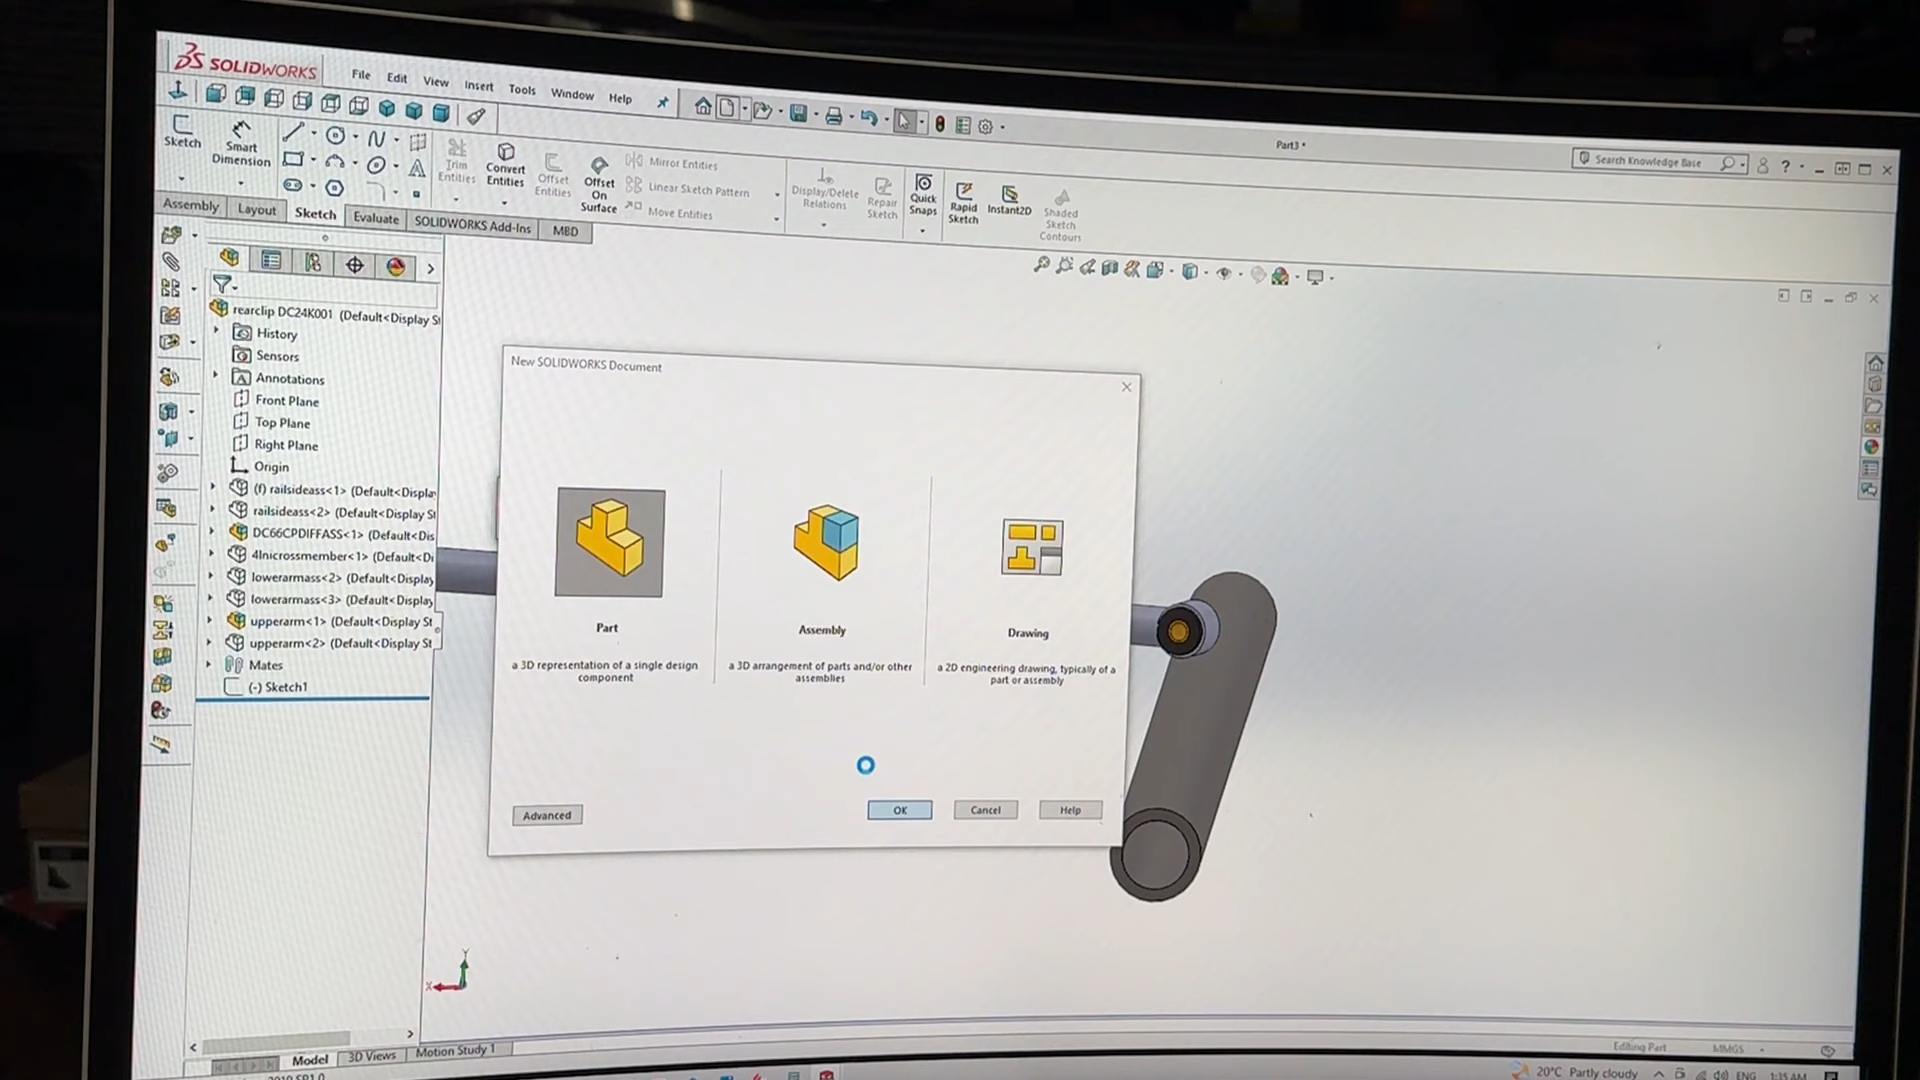 SOLIDWORKS
File Edit View Insert Tools Window Help
Part3 *
Search Knowledge Base
Sketch
Smart Dimension
Trim Entities
Convert Entities
Offset Entities
Offset On Surface
Mirror Entities
Linear Sketch Pattern
Move Entities
Display/Delete Relations
Repair Sketch
Quick Snaps
Rapid Sketch
Instant2D
Shaded Sketch Contours
Assembly Layout Sketch Evaluate SOLIDWORKS Add-Ins MBD
rearclip DC24K001 (Default<Display S
History
Sensors
Annotations
Front Plane
Top Plane
Right Plane
Origin
(f) railsideass<1> (Default<Displa
railsideass<2> (Default<Display St
DC66CPDIFFASS<1> (Default<Dis
4Inicrossmember<1> (Default<Di
lowerarmass<2> (Default<Display
lowerarmass<3> (Default<Display
upperarm<1> (Default<Display St
upperarm<2> (Default<Display St
Mates
(-) Sketch1
New SOLIDWORKS Document
Part
a 3D representation of a single design
component
Assembly
a 3D arrangement of parts and/or other
assemblies
Drawing
a 2D engineering drawing, typically of a
part or assembly
Advanced
OK
Cancel
Help
Y
X
Model 3D Views Motion Study 1
Editing Part
MMGS
20°C Partly cloudy
ENG
1:35 AM